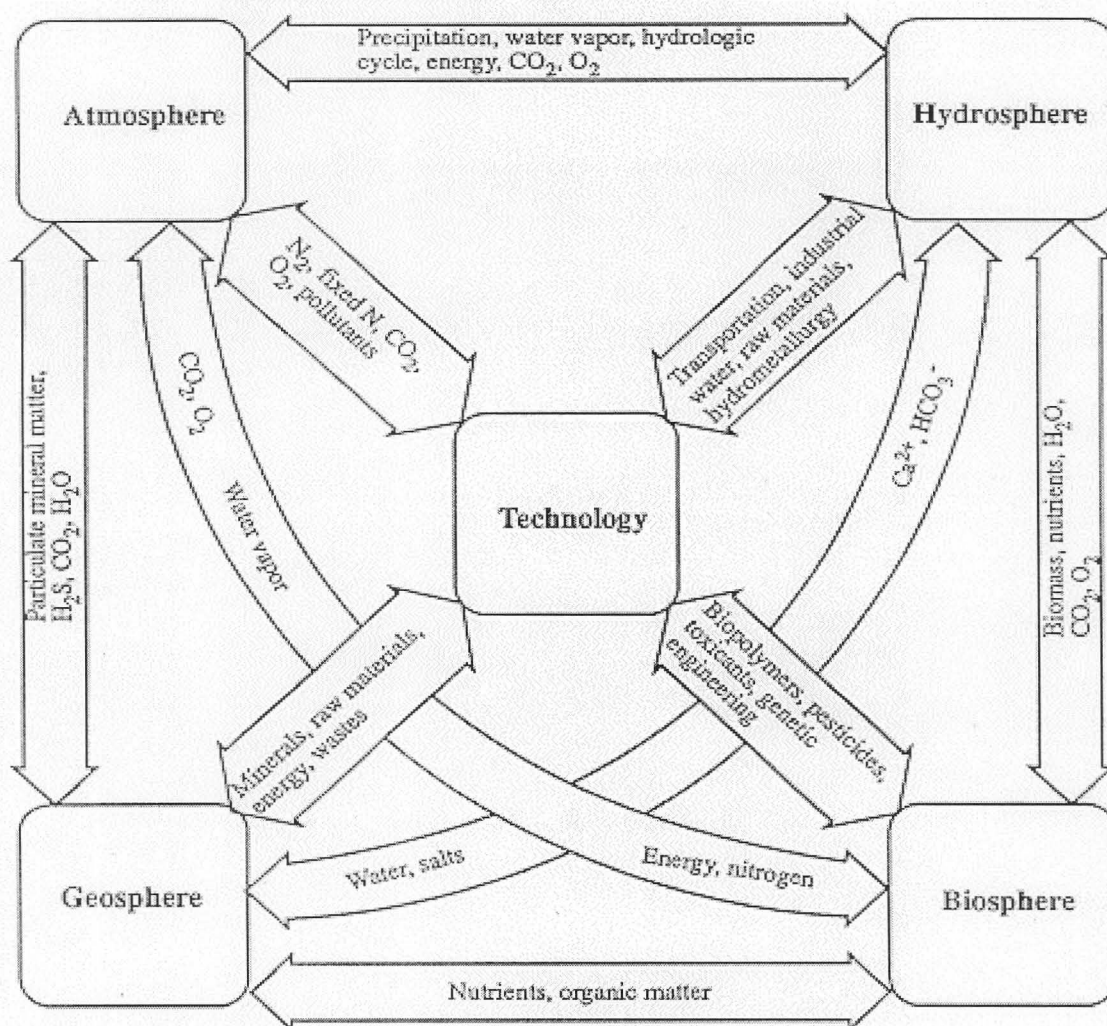 Precipitation, water vapor, hydrologic
cycle, energy, CO₂, O₂
Atmosphere
Hydrosphere
N₂, fixed N, CO₂,
O₂, pollutants
Transportation, industrial
water, raw materials,
hydrometallurgy
CO₂, O₂
Water vapor
Ca²⁺, HCO₃⁻
Particulate mineral matter,
H₂S, CO₂, H₂O
Biomass, nutrients, H₂O,
CO₂, O₂
Technology
Minerals, raw materials,
energy, wastes
Biopolymers, pesticides,
toxicants, genetic
engineering
Geosphere
Water, salts
Energy, nitrogen
Biosphere
Nutrients, organic matter